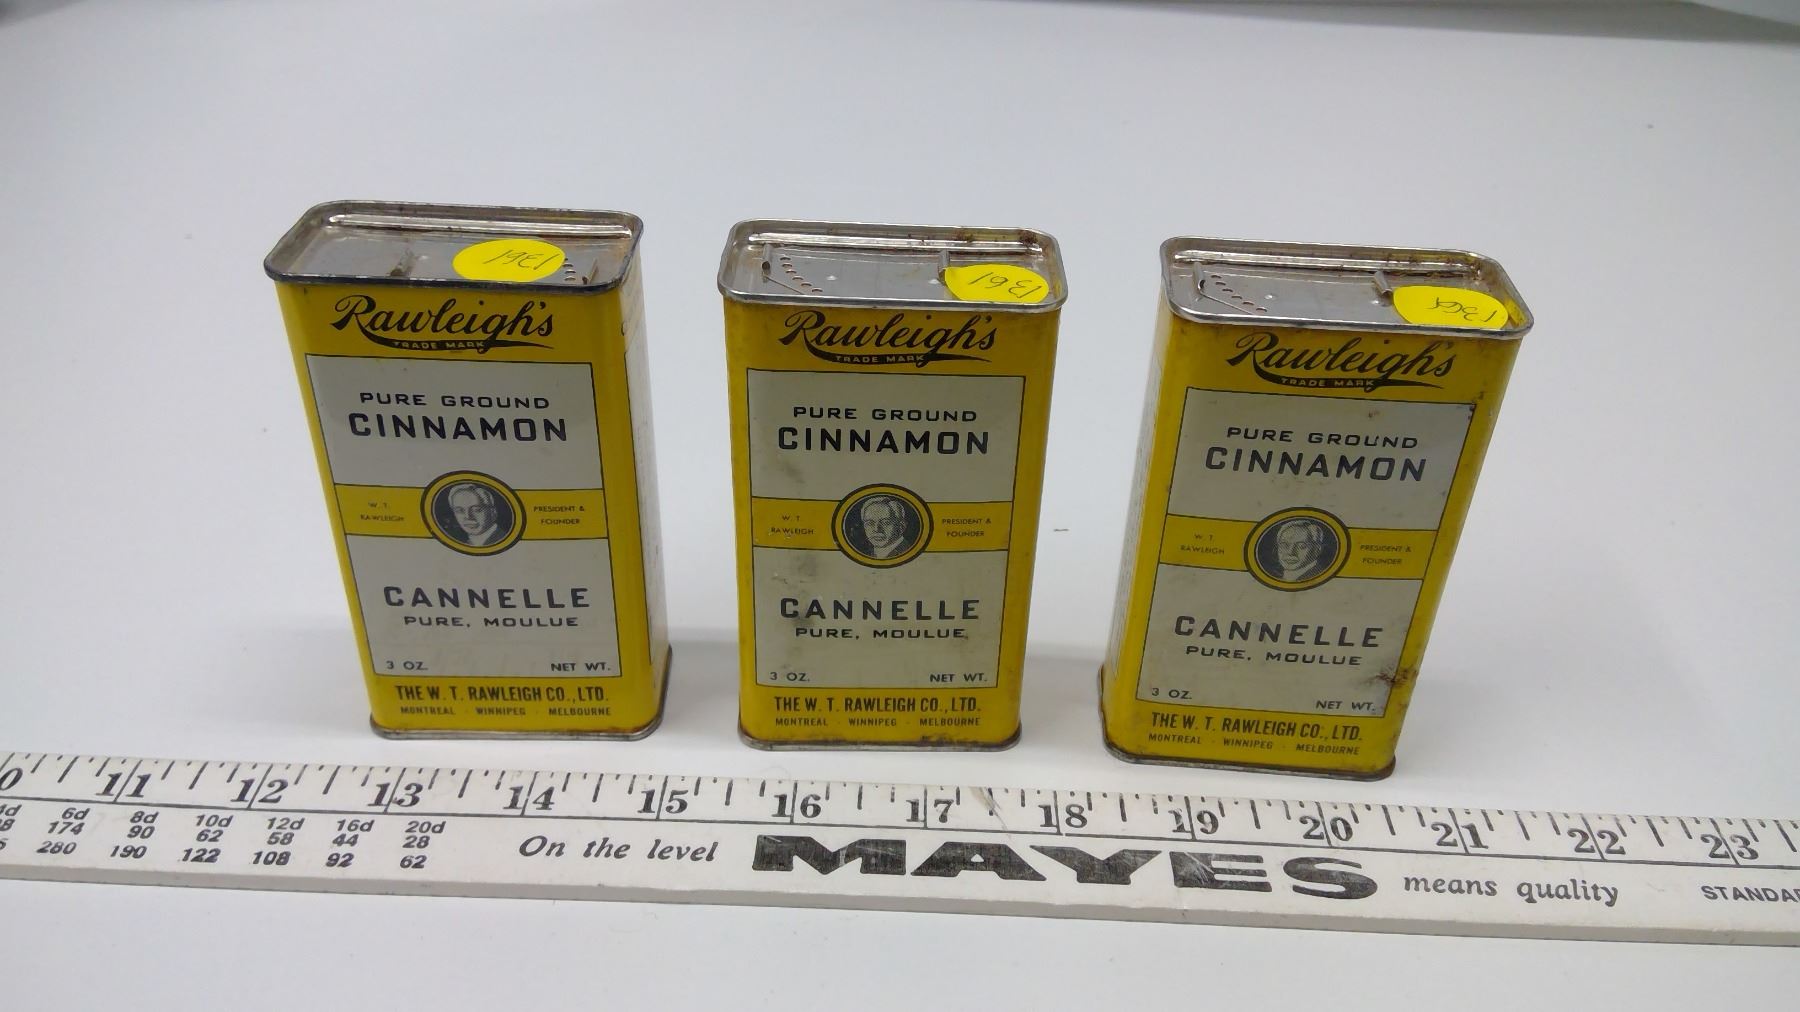 1361
Rawleigh's
TRADE MARK
PURE GROUND
CINNAMON
W. T.
RAWLEIGH
PRESIDENT &
FOUNDER
CANNELLE
PURE, MOULUE
3 OZ. NET WT.
THE W. T. RAWLEIGH CO., LTD.
MONTREAL · WINNIPEG · MELBOURNE
1361
Rawleigh's
TRADE MARK
PURE GROUND
CINNAMON
W. T.
RAWLEIGH
PRESIDENT &
FOUNDER
CANNELLE
PURE, MOULUE
3 OZ. NET WT.
THE W. T. RAWLEIGH CO., LTD.
MONTREAL · WINNIPEG · MELBOURNE
Rawleigh's
TRADE MARK
PURE GROUND
CINNAMON
W. T.
RAWLEIGH
PRESIDENT &
FOUNDER
CANNELLE
PURE, MOULUE
3 OZ. NET WT.
THE W. T. RAWLEIGH CO., LTD.
MONTREAL · WINNIPEG · MELBOURNE
11 12 13 14 15 16 17 18 19 20 21 22 23
6d 8d 10d 12d 16d 20d
174 90 62 58 44 28
280 190 122 108 92 62
On the level MAYES means quality